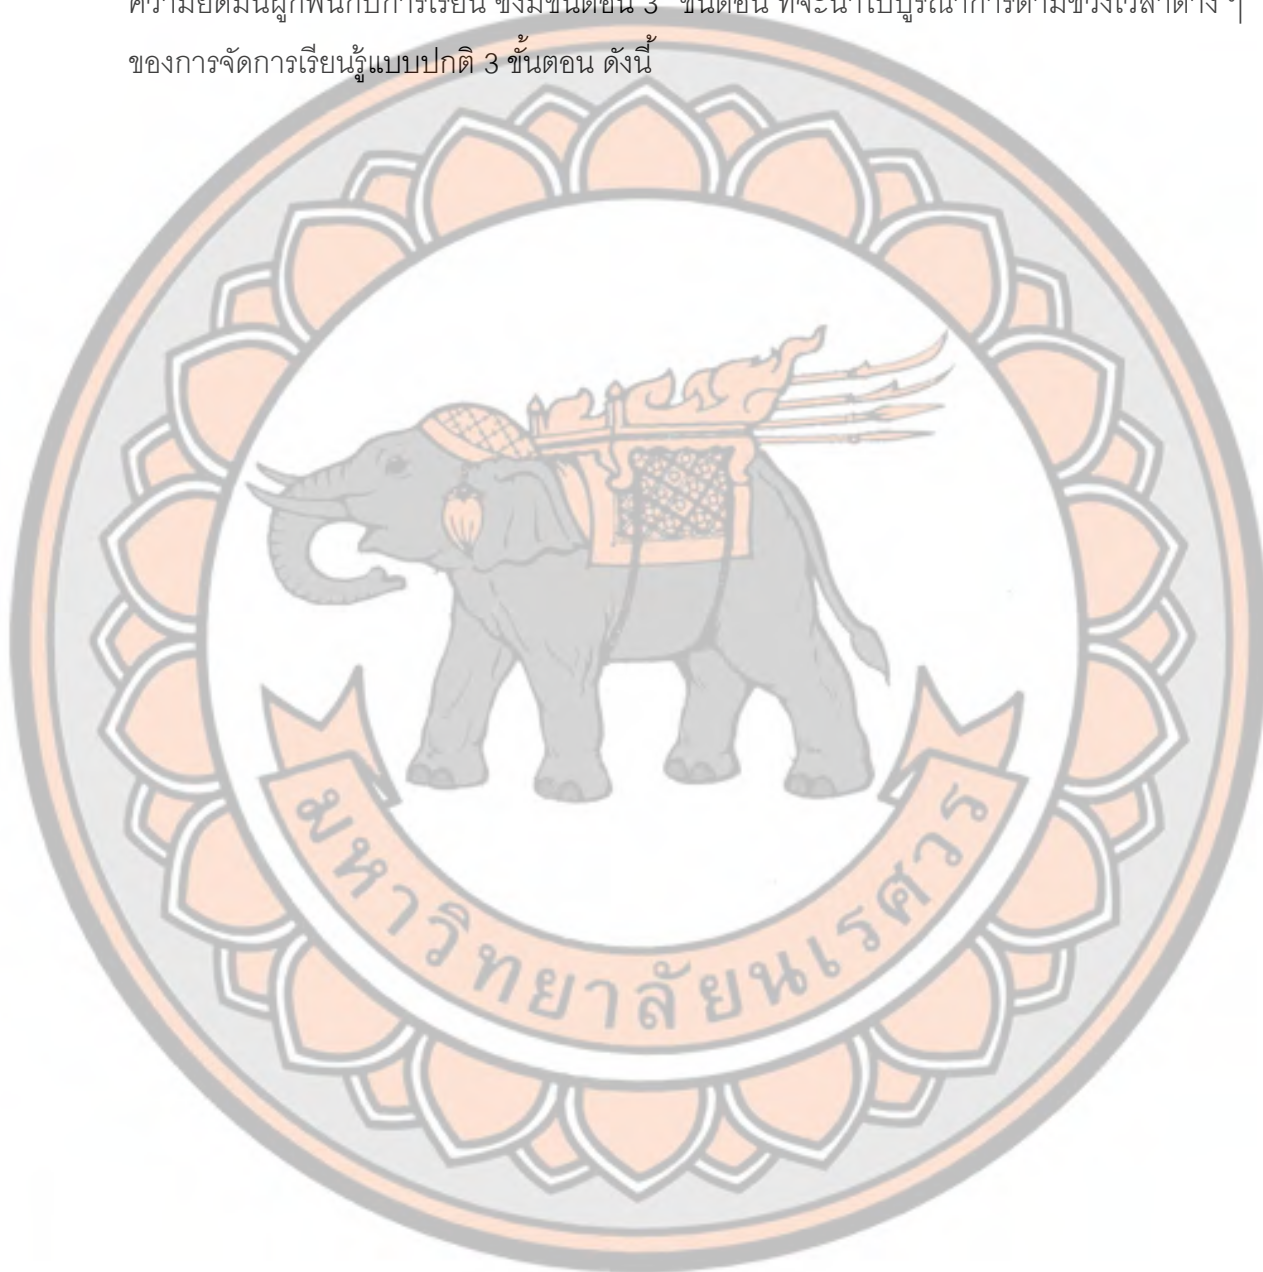 ความยึดมั่นผูกพันกับการเรียน ซึ่งมีขั้นตอน 3 ขั้นตอน ที่จะนำไปบูรณาการตามช่วงเวลาต่าง ๆ
ของการจัดการเรียนรู้แบบปกติ 3 ขั้นตอน ดังนี้
มหาวิทยาลัยนเรศวร